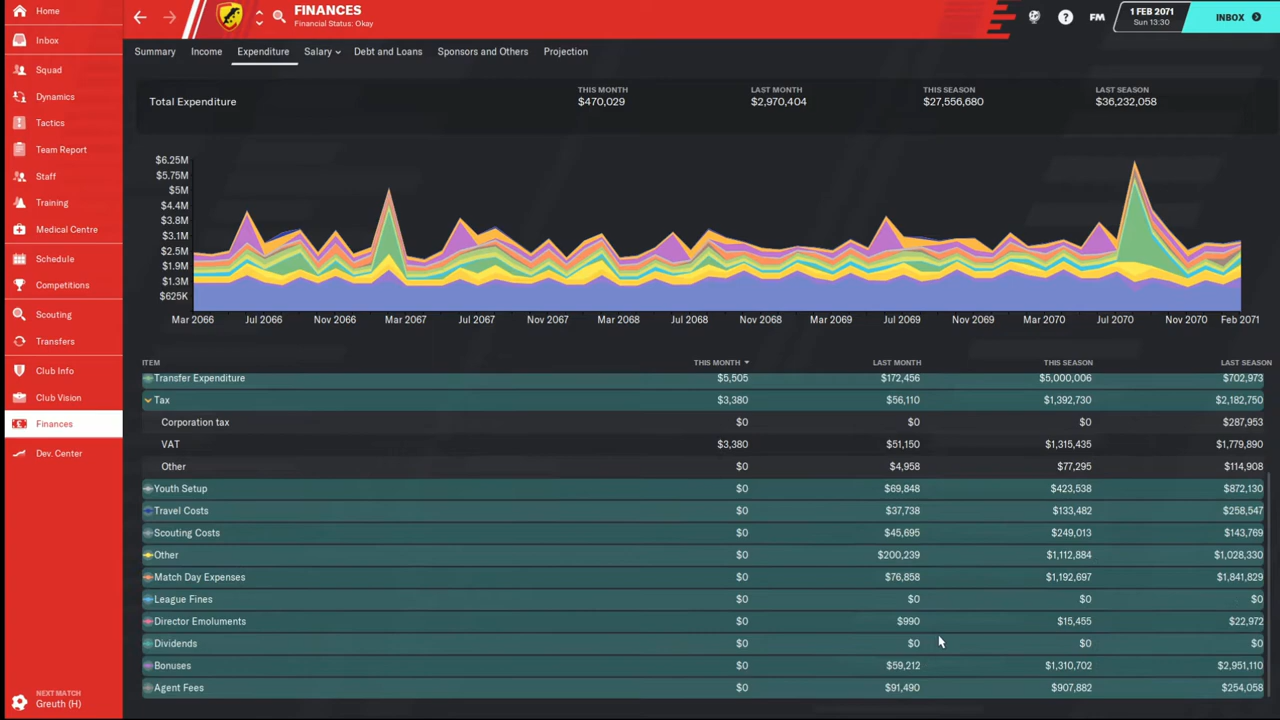 Home
Inbox
Squad
Dynamics
Tactics
Team Report
Staff
Training
Medical Centre
Schedule
Competitions
Scouting
Transfers
Club Info
Club Vision
Finances
Dev. Center
NEXT MATCH
Greuth (H)
FINANCES
Financial Status: Okay
? FM
1 FEB 2071
Sun 13:30
INBOX
Summary Income Expenditure Salary Debt and Loans Sponsors and Others Projection
THIS MONTH LAST MONTH THIS SEASON LAST SEASON
Total Expenditure $470,029 $2,970,404 $27,556,680 $36,232,058
$6.25M
$5.75M
$5M
$4.4M
$3.8M
$3.1M
$2.5M
$1.9M
$1.3M
$625K
Mar 2066 Jul 2066 Nov 2066 Mar 2067 Jul 2067 Nov 2067 Mar 2068 Jul 2068 Nov 2068 Mar 2069 Jul 2069 Nov 2069 Mar 2070 Jul 2070 Nov 2070 Feb 2071
ITEM THIS MONTH LAST MONTH THIS SEASON LAST SEASON
Transfer Expenditure $5,505 $172,456 $5,000,006 $702,973
Tax $3,380 $56,110 $1,392,730 $2,182,750
Corporation tax $0 $0 $0 $287,953
VAT $3,380 $51,150 $1,315,435 $1,779,890
Other $0 $4,958 $77,295 $114,908
Youth Setup $0 $69,848 $423,538 $872,130
Travel Costs $0 $37,738 $133,482 $258,547
Scouting Costs $0 $45,695 $249,013 $143,769
Other $0 $200,239 $1,112,884 $1,028,330
Match Day Expenses $0 $76,858 $1,192,697 $1,841,829
League Fines $0 $0 $0 $0
Director Emoluments $0 $990 $15,455 $22,972
Dividends $0 $0 $0 $0
Bonuses $0 $59,212 $1,310,702 $2,951,110
Agent Fees $0 $91,490 $907,882 $254,058